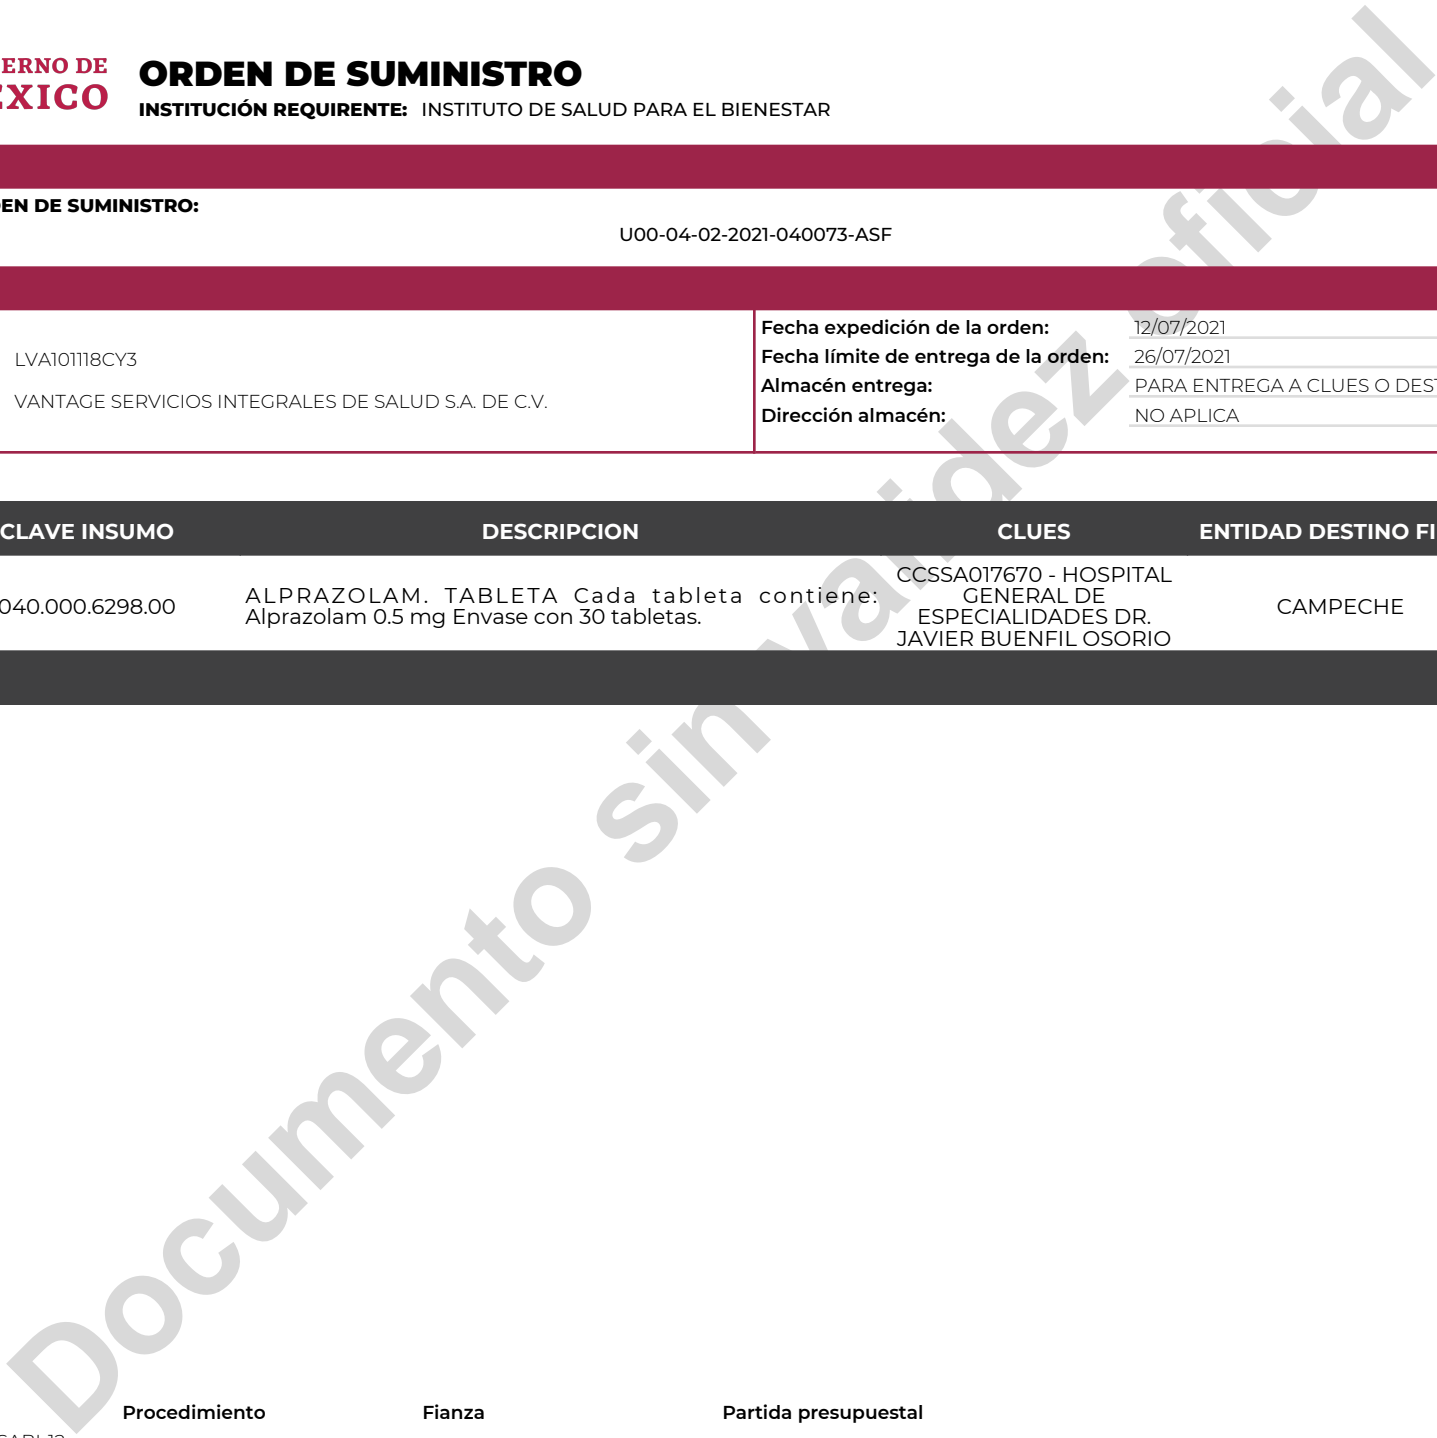 ERNO DE
ÉXICO
ORDEN DE SUMINISTRO
INSTITUCIÓN REQUIRENTE: INSTITUTO DE SALUD PARA EL BIENESTAR
EN DE SUMINISTRO:
U00-04-02-2021-040073-ASF
LVA101118CY3
VANTAGE SERVICIOS INTEGRALES DE SALUD S.A. DE C.V.
Fecha expedición de la orden: 12/07/2021
Fecha límite de entrega de la orden: 26/07/2021
Almacén entrega: PARA ENTREGA A CLUES O DEST
Dirección almacén: NO APLICA
CLAVE INSUMO DESCRIPCION CLUES ENTIDAD DESTINO FI
040.000.6298.00
ALPRAZOLAM. TABLETA Cada tableta contiene:
Alprazolam 0.5 mg Envase con 30 tabletas.
CCSSA017670 - HOSPITAL
GENERAL DE
ESPECIALIDADES DR.
JAVIER BUENFIL OSORIO
CAMPECHE
Documento sin validez oficial
Procedimiento Fianza Partida presupuestal